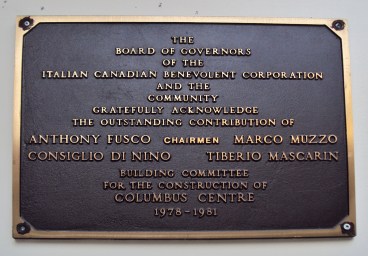 THE
BOARD OF GOVERNORS
OF THE
ITALIAN CANADIAN BENEVOLENT CORPORATION
AND THE
COMMUNITY
GRATEFULLY ACKNOWLEDGE
THE OUTSTANDING CONTRIBUTION OF
ANTHONY FUSCO CHAIRMEN MARCO MUZZO
CONSIGLIO DI NINO TIBERIO MASCARIN
BUILDING COMMITTEE
FOR THE CONSTRUCTION OF
COLUMBUS CENTRE
1978-1981